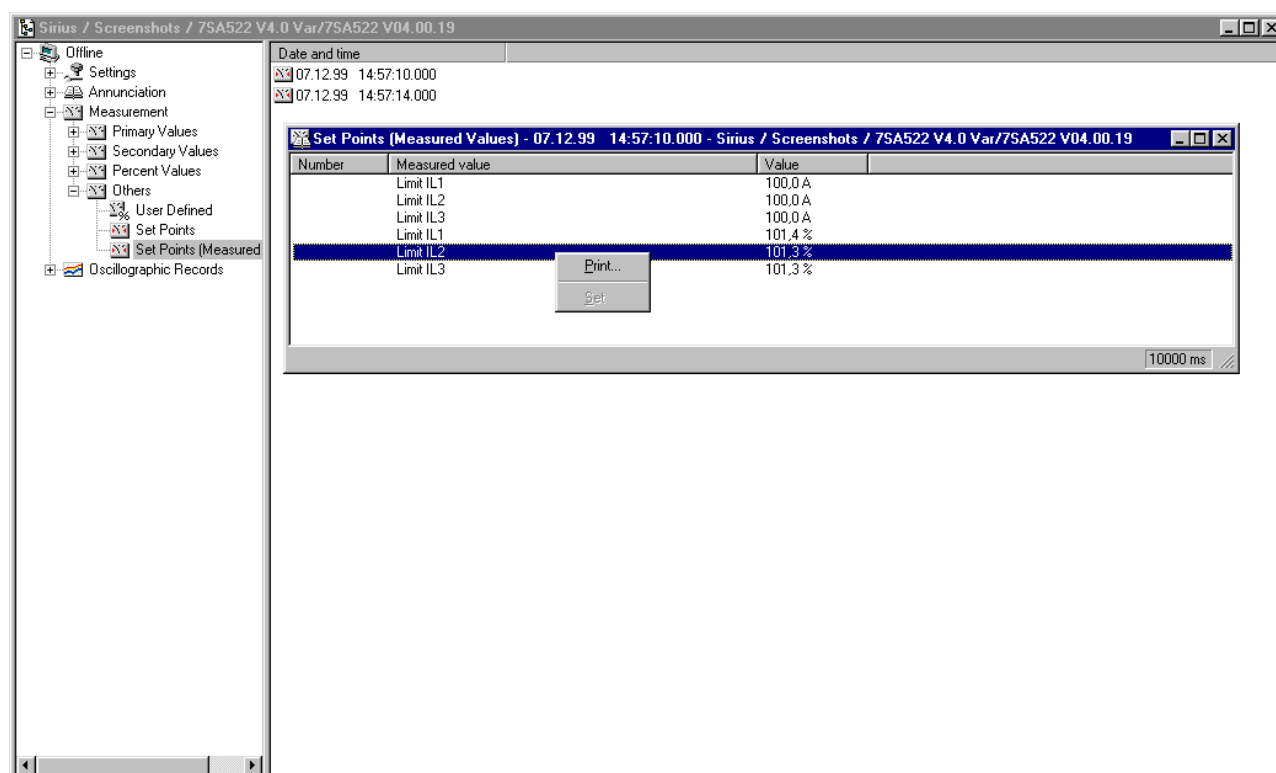 Sirius / Screenshots / 7SA522 V4.0 Var/7SA522 V04.00.19
Offline
Settings
Annunciation
Measurement
Primary Values
Secondary Values
Percent Values
Others
User Defined
Set Points
Set Points (Measured
Oscillographic Records
Date and time
07.12.99 14:57:10.000
07.12.99 14:57:14.000
Set Points (Measured Values) - 07.12.99 14:57:10.000 - Sirius / Screenshots / 7SA522 V4.0 Var/7SA522 V04.00.19
Number Measured value Value
Limit IL1 100,0 A
Limit IL2 100,0 A
Limit IL3 100,0 A
Limit IL1 101,4 %
Limit IL2 101,3 %
Limit IL3 101,3 %
Print...
Set
10000 ms